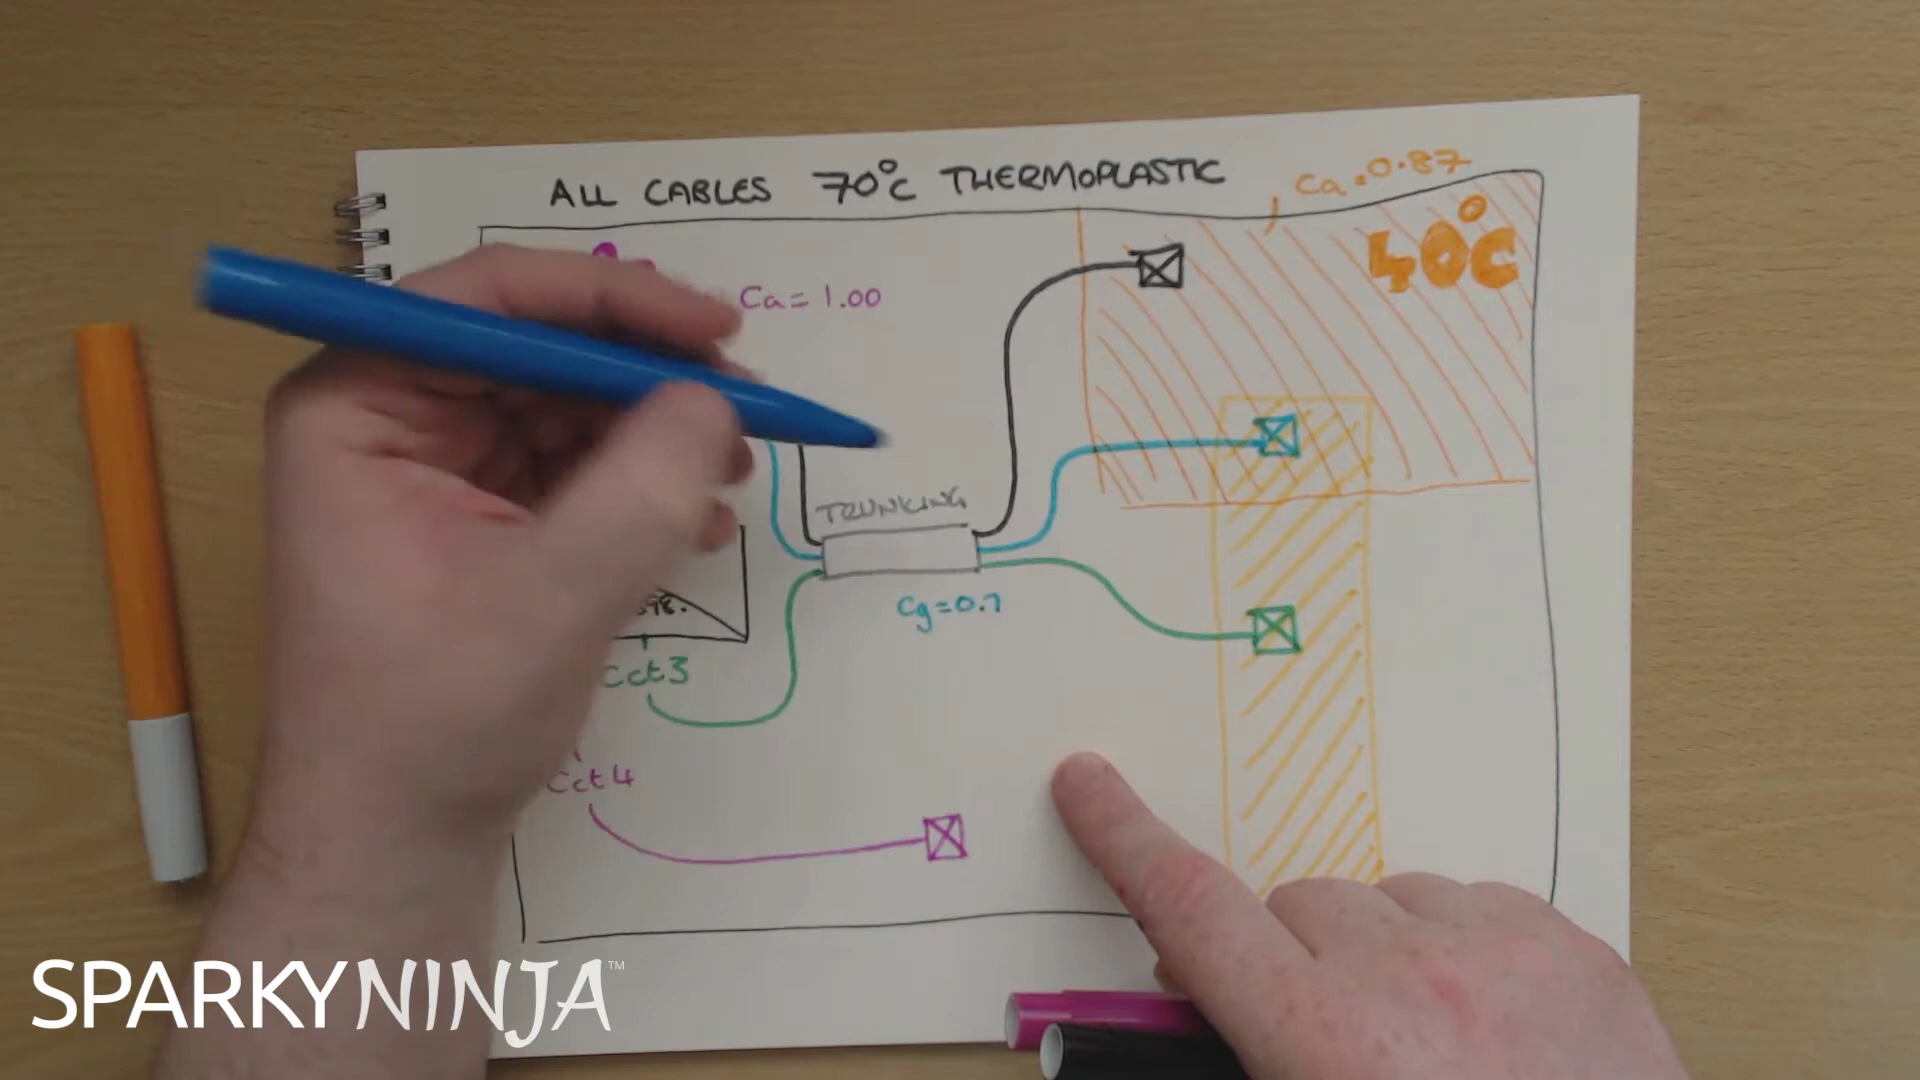 ALL CABLES 70°C THERMOPLASTIC
Ca=0.87
40°C
Ca=1.00
TRUNKING
Cg=0.7
Cct3
Cct4
SPARKYNINJA™